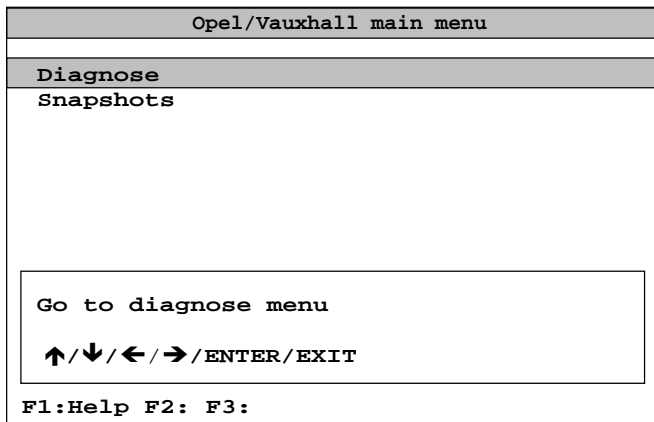 Opel/Vauxhall main menu
Diagnose
Snapshots
Go to diagnose menu
↑/↓/←/→/ENTER/EXIT
F1:Help F2: F3: